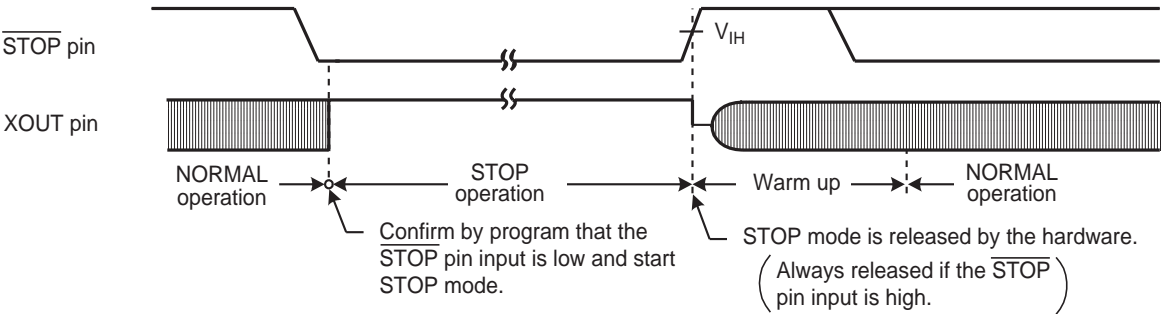 STOP pin
V_IH
XOUT pin
NORMAL
operation
STOP
operation
Warm up
NORMAL
operation
Confirm by program that the
STOP pin input is low and start
STOP mode.
STOP mode is released by the hardware.
(Always released if the STOP
pin input is high.)